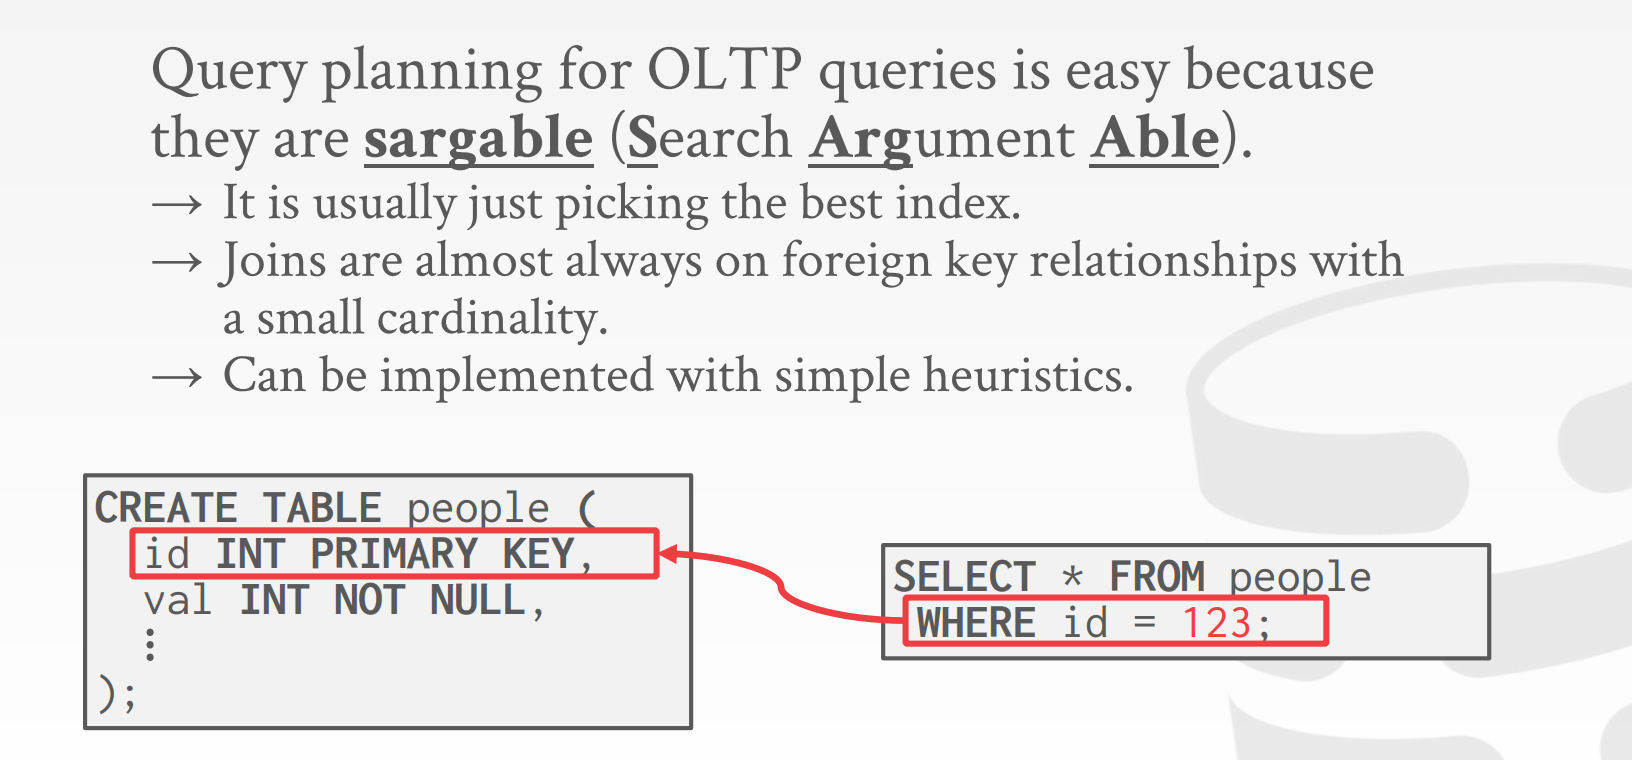 Query planning for OLTP queries is easy because
they are sargable (Search Argument Able).
→ It is usually just picking the best index.
→ Joins are almost always on foreign key relationships with
a small cardinality.
→ Can be implemented with simple heuristics.
CREATE TABLE people (
id INT PRIMARY KEY,
val INT NOT NULL,
⋮
);
SELECT * FROM people
WHERE id = 123;